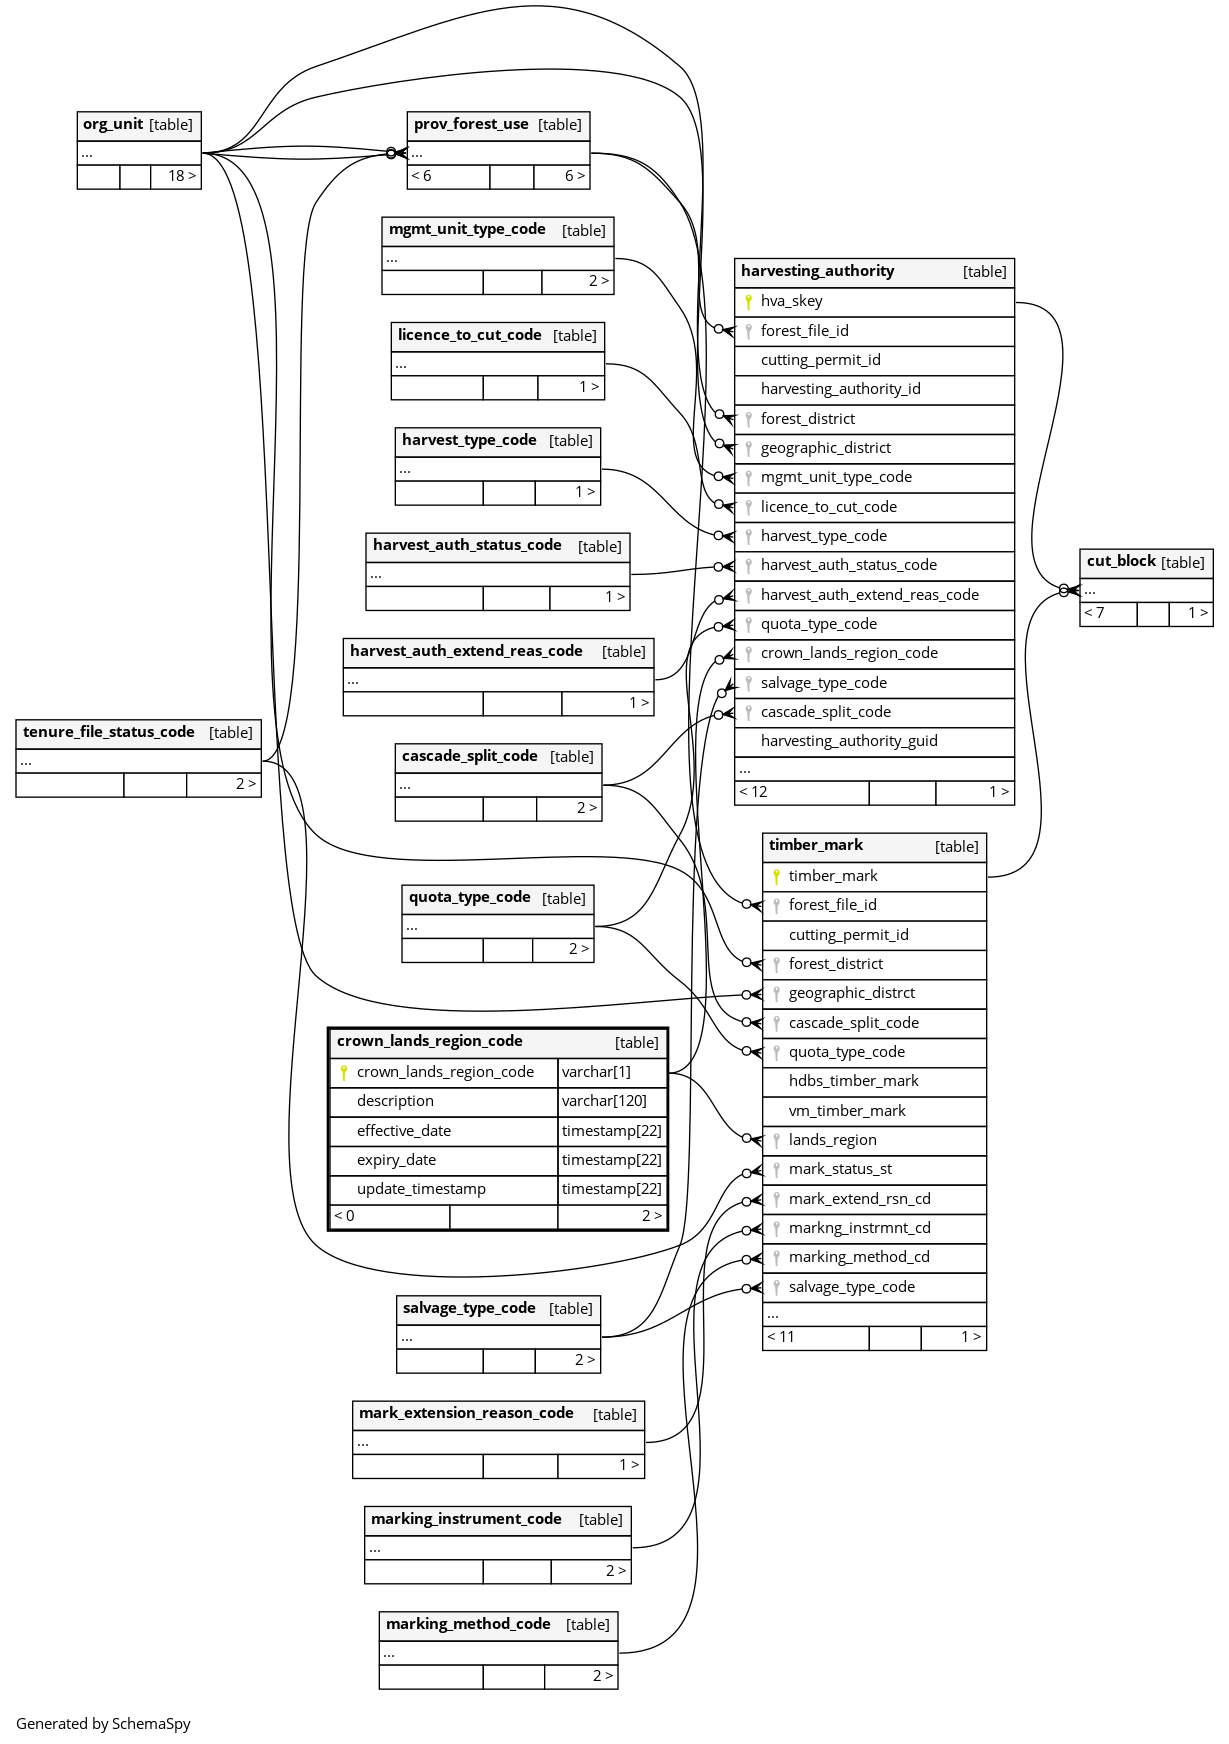 org_unit [table]
...
18 >
prov_forest_use [table]
...
< 6 6 >
mgmt_unit_type_code [table]
...
2 >
licence_to_cut_code [table]
...
1 >
harvest_type_code [table]
...
1 >
harvest_auth_status_code [table]
...
1 >
harvest_auth_extend_reas_code [table]
...
1 >
tenure_file_status_code [table]
...
2 >
cascade_split_code [table]
...
2 >
quota_type_code [table]
...
2 >
crown_lands_region_code [table]
crown_lands_region_code varchar[1]
description varchar[120]
effective_date timestamp[22]
expiry_date timestamp[22]
update_timestamp timestamp[22]
< 0 2 >
salvage_type_code [table]
...
2 >
mark_extension_reason_code [table]
...
1 >
marking_instrument_code [table]
...
2 >
marking_method_code [table]
...
2 >
harvesting_authority [table]
hva_skey
forest_file_id
cutting_permit_id
harvesting_authority_id
forest_district
geographic_district
mgmt_unit_type_code
licence_to_cut_code
harvest_type_code
harvest_auth_status_code
harvest_auth_extend_reas_code
quota_type_code
crown_lands_region_code
salvage_type_code
cascade_split_code
harvesting_authority_guid
...
< 12 1 >
timber_mark [table]
timber_mark
forest_file_id
cutting_permit_id
forest_district
geographic_distrct
cascade_split_code
quota_type_code
hdbs_timber_mark
vm_timber_mark
lands_region
mark_status_st
mark_extend_rsn_cd
markng_instrmnt_cd
marking_method_cd
salvage_type_code
...
< 11 1 >
cut_block [table]
...
< 7 1 >
Generated by SchemaSpy